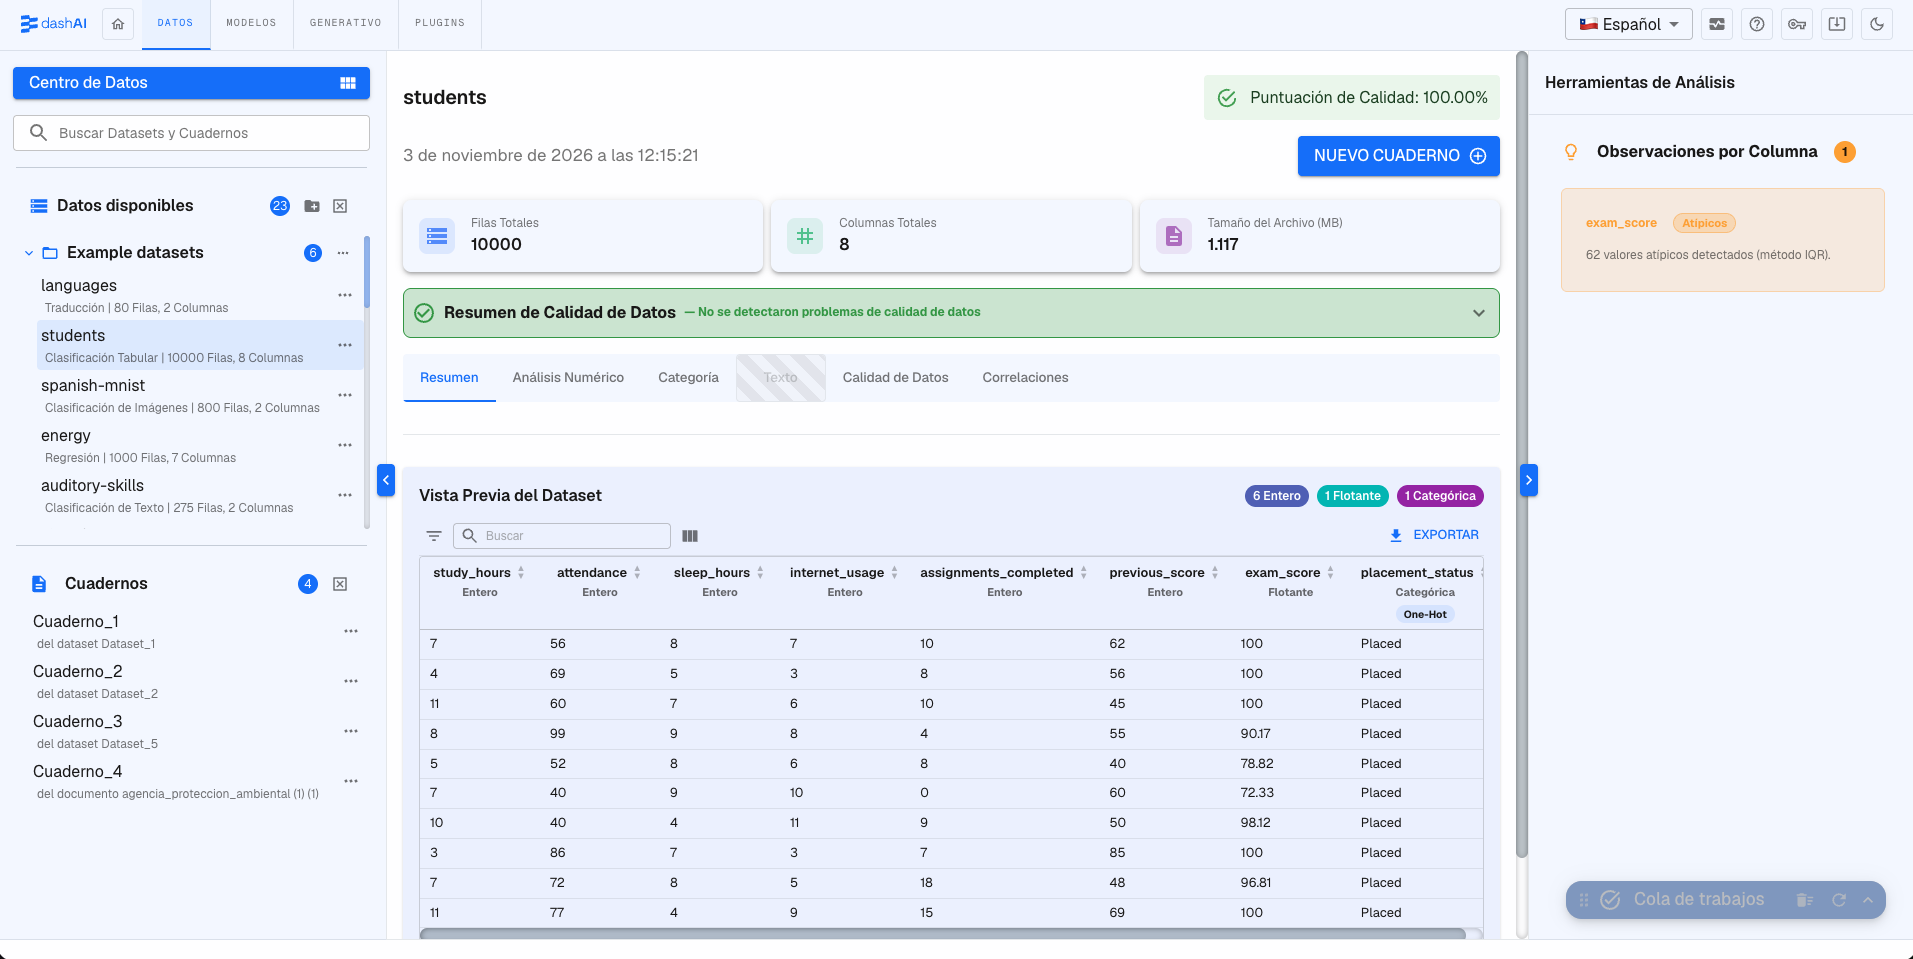 dashAI
DATOS
MODELOS
GENERATIVO
PLUGINS
Español
Centro de Datos
Buscar Datasets y Cuadernos
Datos disponibles
23
Example datasets
6
languages
Traducción | 80 Filas, 2 Columnas
students
Clasificación Tabular | 10000 Filas, 8 Columnas
spanish-mnist
Clasificación de Imágenes | 800 Filas, 2 Columnas
energy
Regresión | 1000 Filas, 7 Columnas
auditory-skills
Clasificación de Texto | 275 Filas, 2 Columnas
Cuadernos
4
Cuaderno_1
del dataset Dataset_1
Cuaderno_2
del dataset Dataset_2
Cuaderno_3
del dataset Dataset_5
Cuaderno_4
del documento agencia_proteccion_ambiental (1) (1)
students
Puntuación de Calidad: 100.00%
3 de noviembre de 2026 a las 12:15:21
NUEVO CUADERNO
Filas Totales
10000
Columnas Totales
8
Tamaño del Archivo (MB)
1.117
Resumen de Calidad de Datos — No se detectaron problemas de calidad de datos
Resumen
Análisis Numérico
Categoría
Texto
Calidad de Datos
Correlaciones
Vista Previa del Dataset
6 Entero
1 Flotante
1 Categórica
Buscar
EXPORTAR
study_hours attendance sleep_hours internet_usage assignments_completed previous_score exam_score placement_status
Entero Entero Entero Entero Entero Entero Flotante Categórica
One-Hot
7 56 8 7 10 62 100 Placed
4 69 5 3 8 56 100 Placed
11 60 7 6 10 45 100 Placed
8 99 9 8 4 55 90.17 Placed
5 52 8 6 8 40 78.82 Placed
7 40 9 10 0 60 72.33 Placed
10 40 4 11 9 50 98.12 Placed
3 86 7 3 7 85 100 Placed
7 72 8 5 18 48 96.81 Placed
11 77 4 9 15 69 100 Placed
Herramientas de Análisis
Observaciones por Columna
1
exam_score
Atípicos
62 valores atípicos detectados (método IQR).
Cola de trabajos